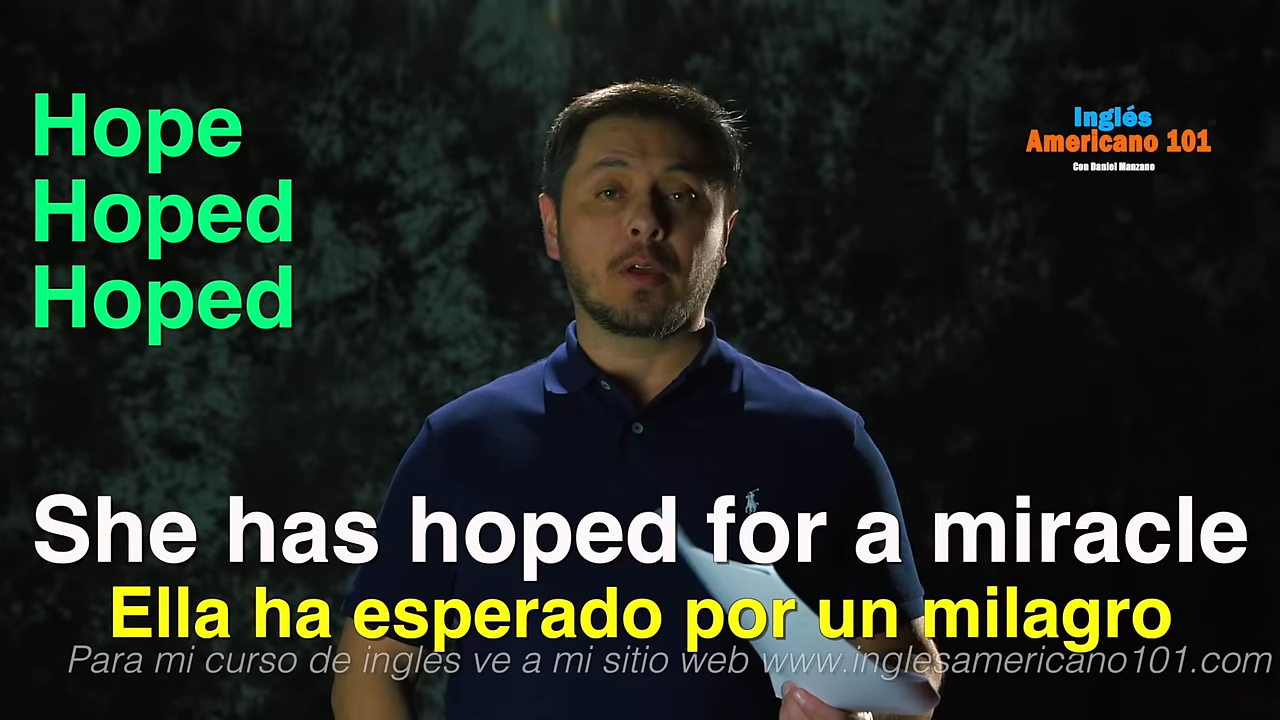 Hope
Hoped
Hoped
Inglés
Americano 101
Con Daniel Manzano
She has hoped for a miracle
Ella ha esperado por un milagro
Para mi curso de ingles ve a mi sitio web www.inglesamericano101.com